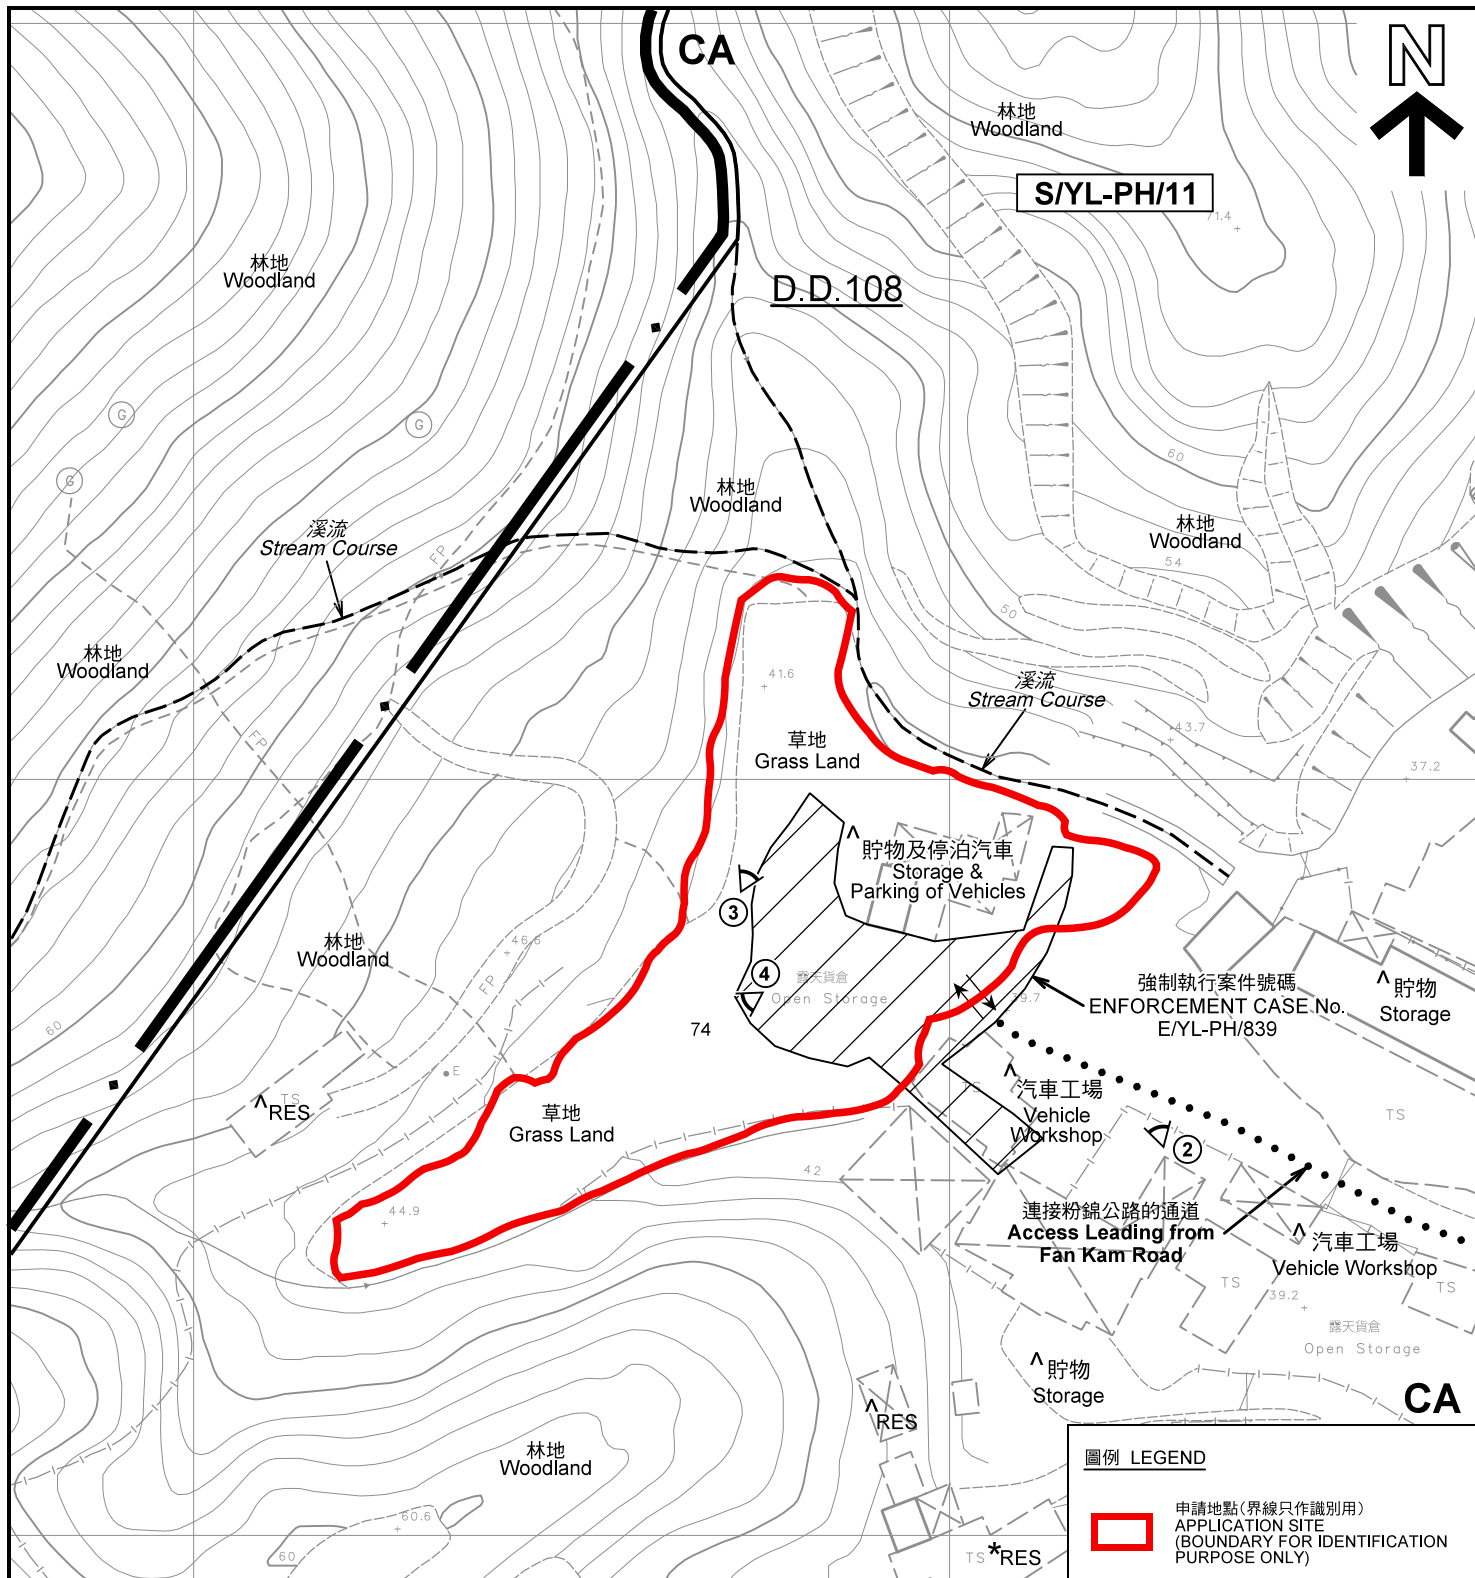 CA
N
林地
Woodland
S/YL-PH/11
71.4
林地
Woodland
D.D.108
G
G
G
60
林地
Woodland
林地
Woodland
溪流
Stream Course
FP
54
50
林地
Woodland
溪流
Stream Course
41.6
43.7
FP
草地
Grass Land
37.2
貯物及停泊汽車
Storage &
Parking of Vehicles
3
46.6
林地
Woodland
4
露天貨倉
Open Storage
強制執行案件號碼
ENFORCEMENT CASE No.
E/YL-PH/839
貯物
Storage
FP
39.7
60
74
E
TS
汽車工場
Vehicle
Workshop
TS
TS
RES
草地
Grass Land
2
42
44.9
連接粉錦公路的通道
Access Leading from
Fan Kam Road
汽車工場
Vehicle Workshop
TS
TS
39.2
露天貨倉
Open Storage
貯物
Storage
CA
RES
林地
Woodland
圖例 LEGEND
60.6
申請地點(界線只作識別用)
APPLICATION SITE
(BOUNDARY FOR IDENTIFICATION
PURPOSE ONLY)
60
TS
*RES